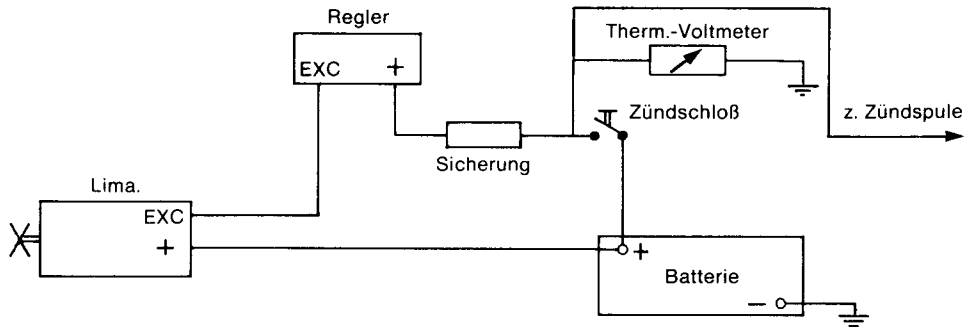 Regler
Therm.-Voltmeter
EXC +
Zündschloß
z. Zündspule
Sicherung
Lima.
EXC
+
+
Batterie
−